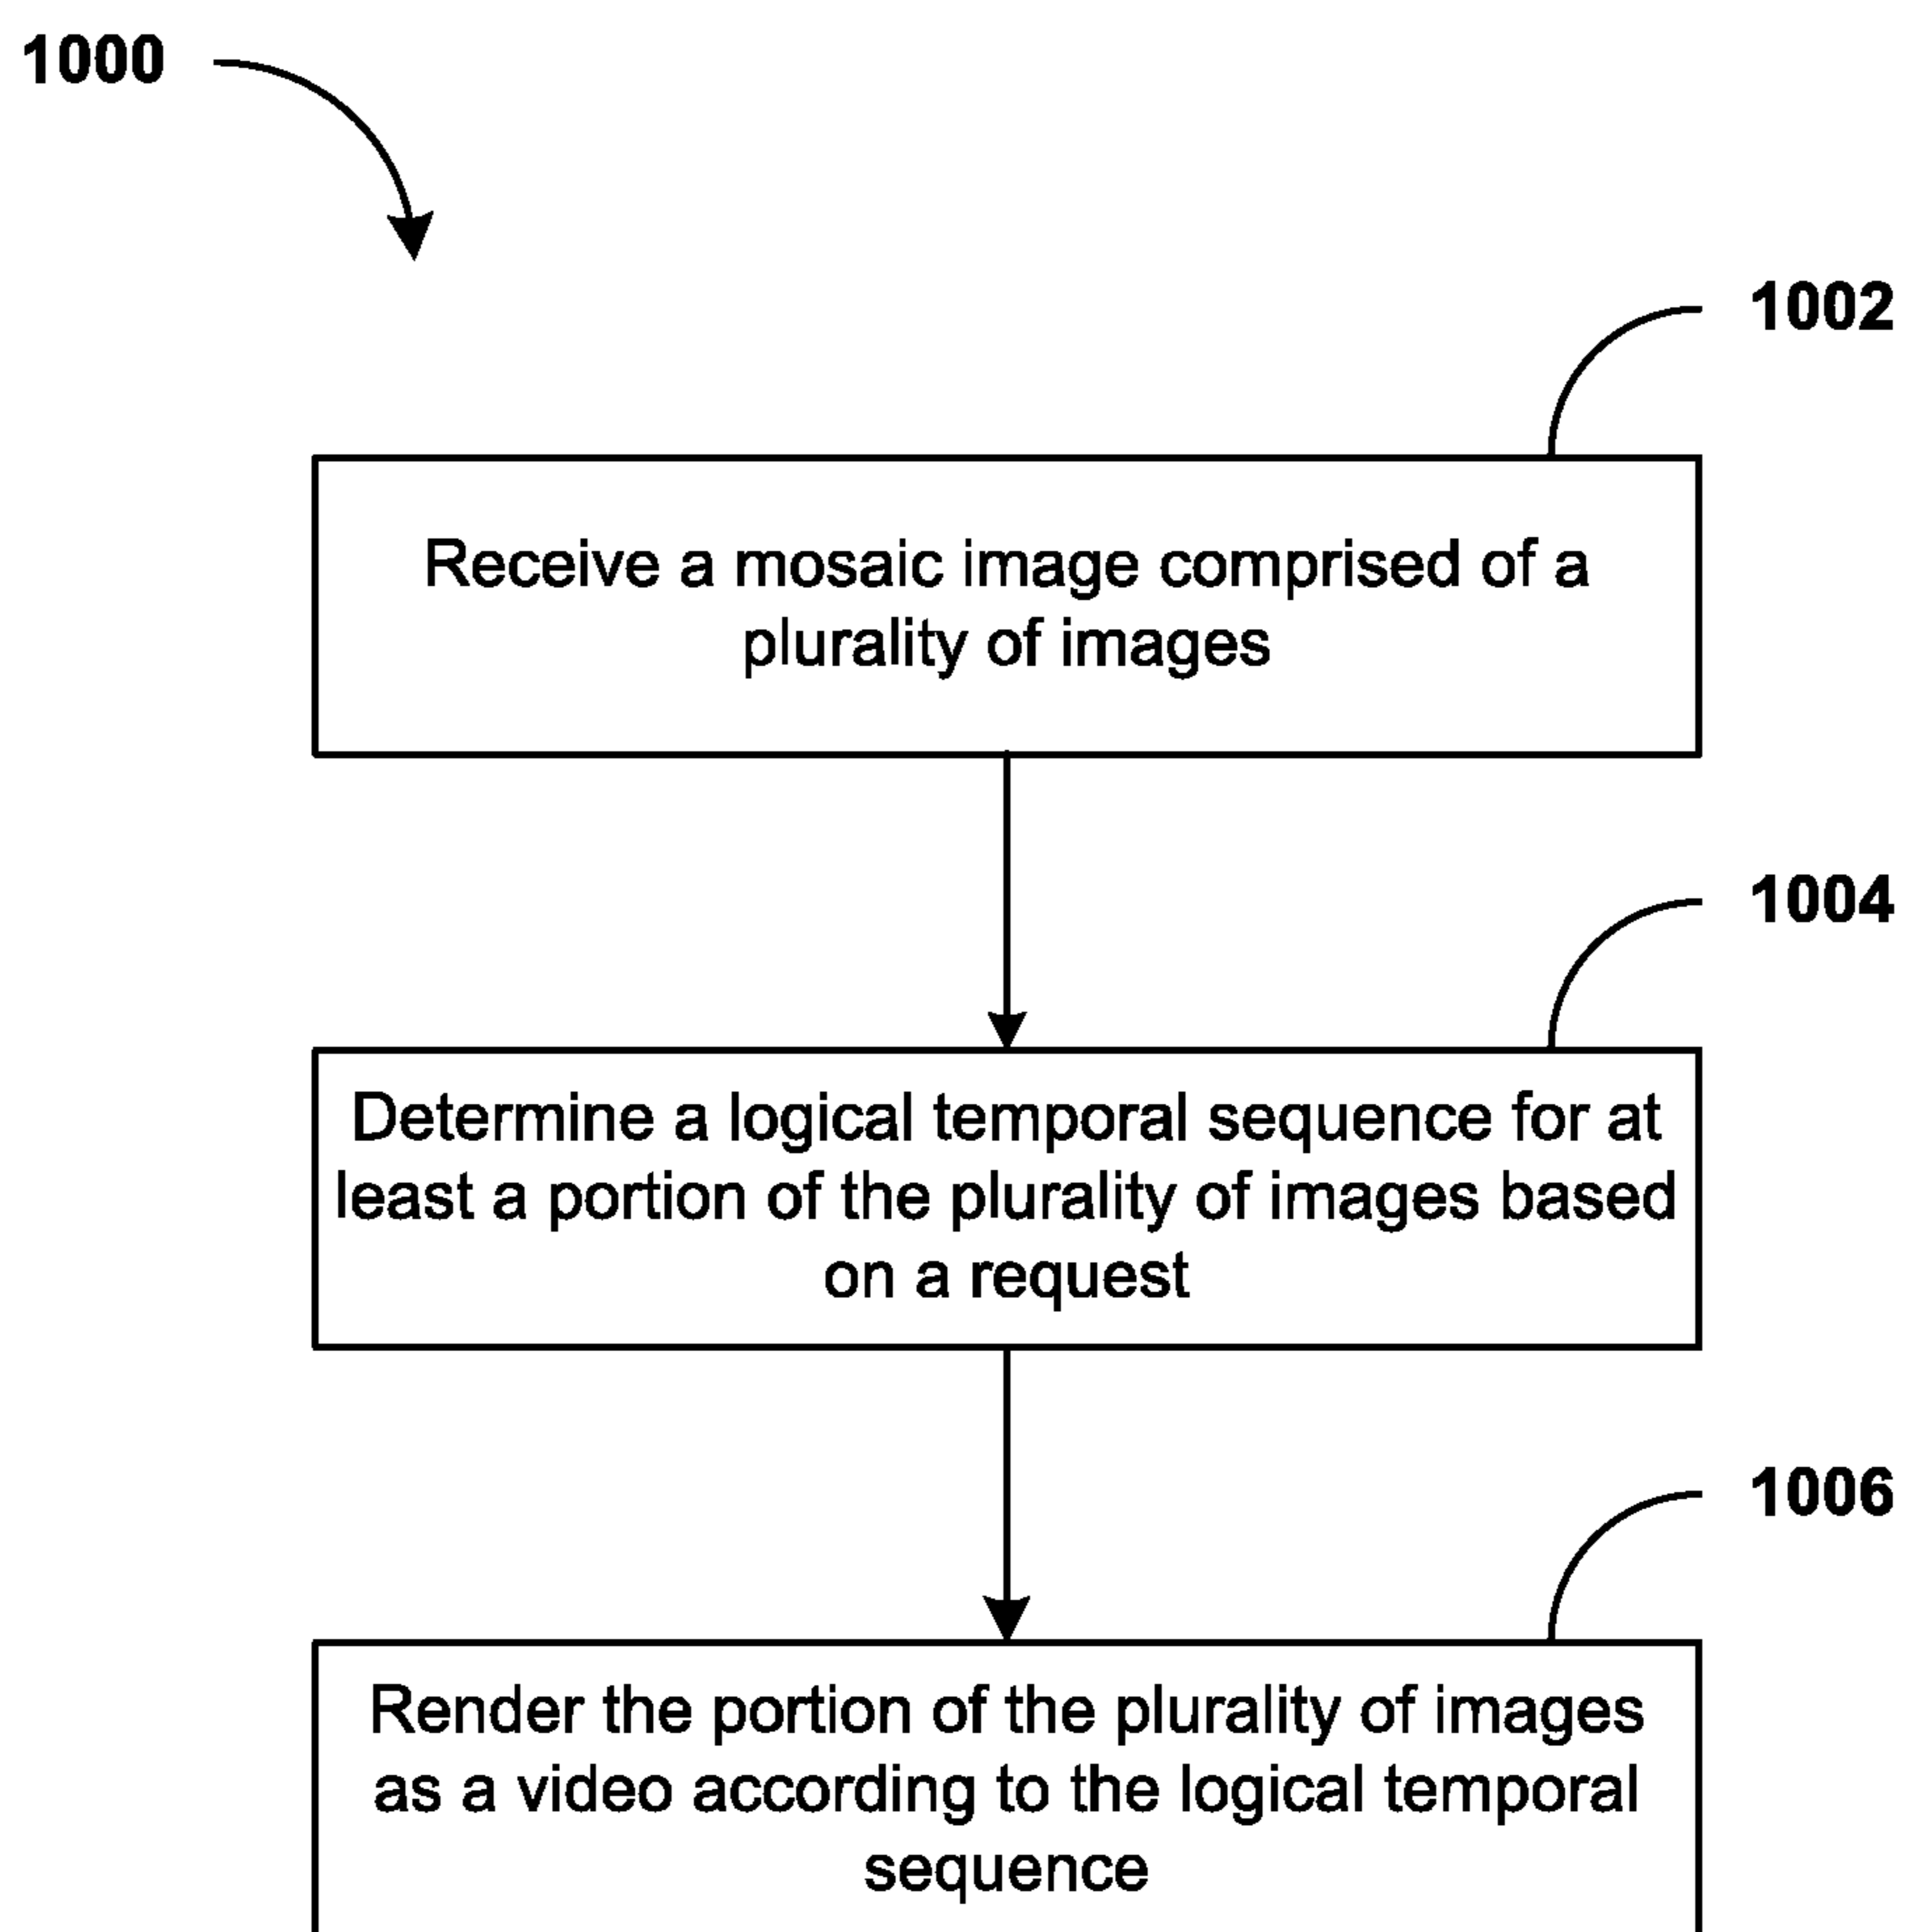 1000
1002
Receive a mosaic image comprised of a
plurality of images
1004
Determine a logical temporal sequence for at
least a portion of the plurality of images based
on a request
1006
Render the portion of the plurality of images
as a video according to the logical temporal
sequence